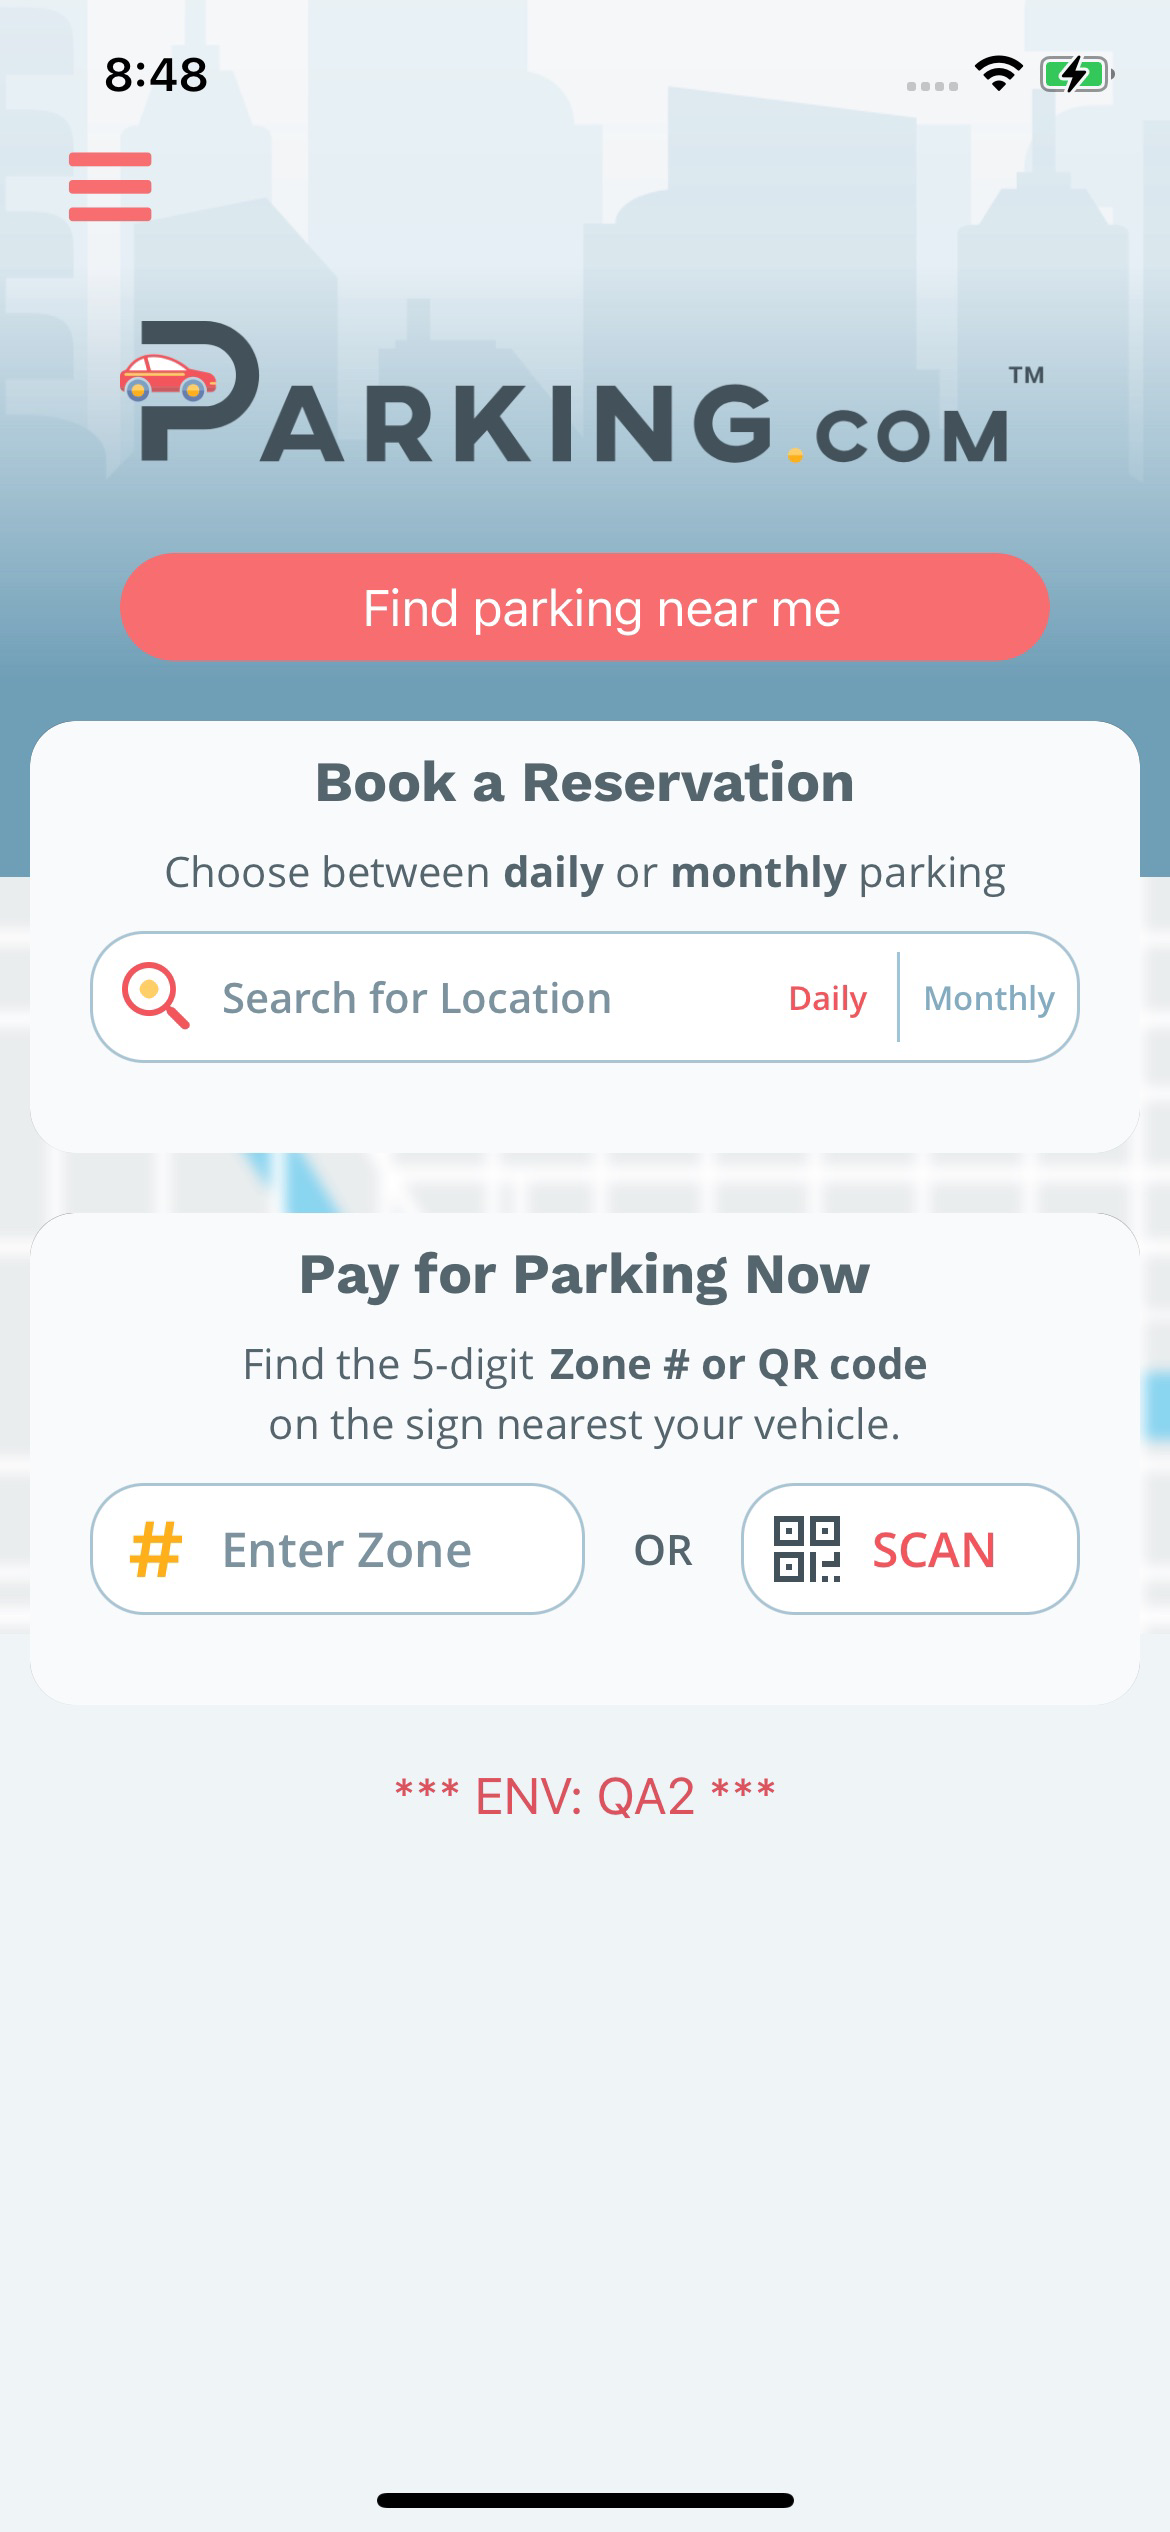 8:48
PARKING.COM™
Find parking near me
Book a Reservation
Choose between daily or monthly parking
Search for Location Daily Monthly
Pay for Parking Now
Find the 5-digit Zone # or QR code
on the sign nearest your vehicle.
# Enter Zone OR SCAN
*** ENV: QA2 ***